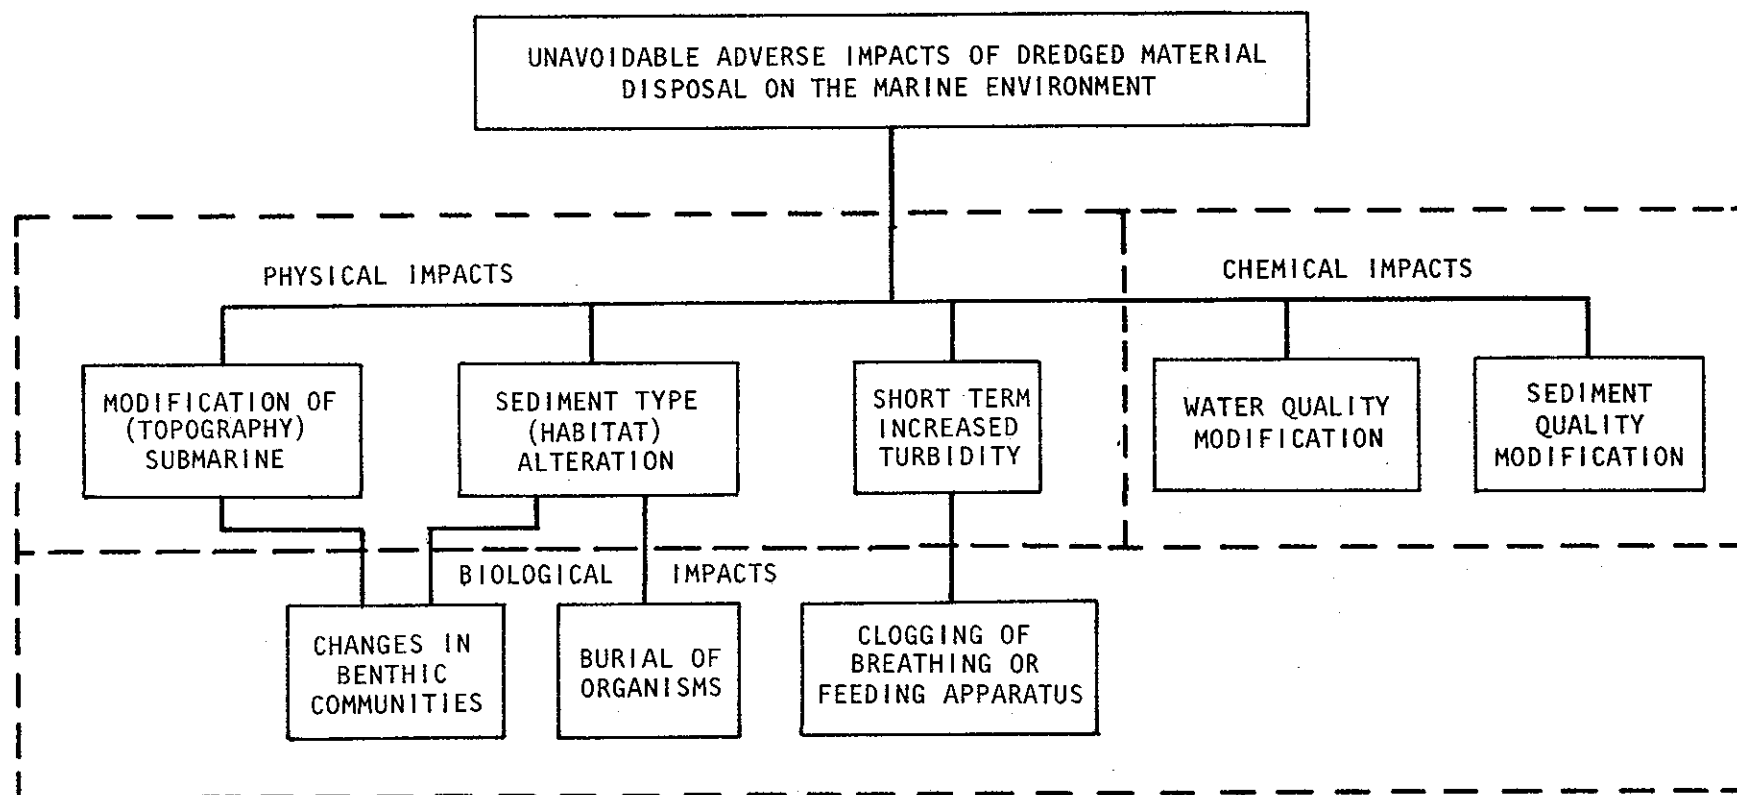 UNAVOIDABLE ADVERSE IMPACTS OF DREDGED MATERIAL
DISPOSAL ON THE MARINE ENVIRONMENT
PHYSICAL IMPACTS
CHEMICAL IMPACTS
MODIFICATION OF
(TOPOGRAPHY)
SUBMARINE
SEDIMENT TYPE
(HABITAT)
ALTERATION
SHORT TERM
INCREASED
TURBIDITY
WATER QUALITY
MODIFICATION
SEDIMENT
QUALITY
MODIFICATION
BIOLOGICAL IMPACTS
CHANGES IN
BENTHIC
COMMUNITIES
BURIAL OF
ORGANISMS
CLOGGING OF
BREATHING OR
FEEDING APPARATUS